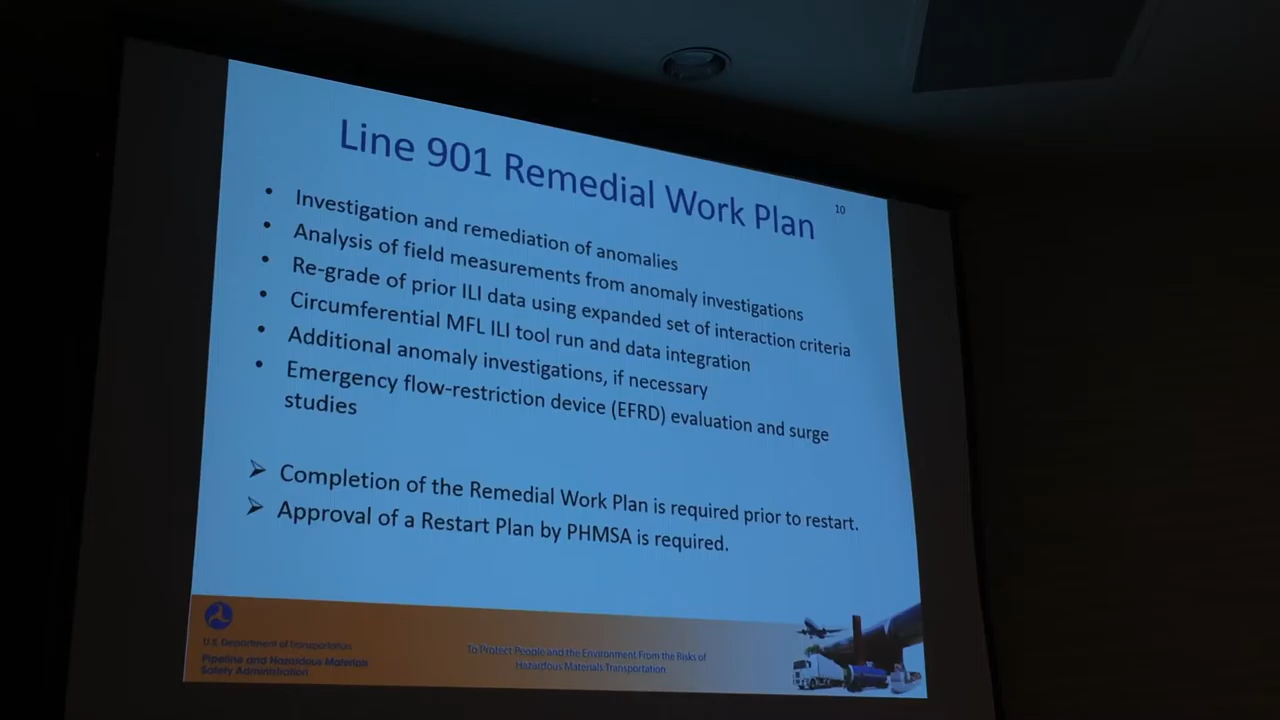 Line 901 Remedial Work Plan
10
• Investigation and remediation of anomalies
• Analysis of field measurements from anomaly investigations
• Re-grade of prior ILI data using expanded set of interaction criteria
• Circumferential MFL ILI tool run and data integration
• Additional anomaly investigations, if necessary
• Emergency flow-restriction device (EFRD) evaluation and surge
studies
➢ Completion of the Remedial Work Plan is required prior to restart.
➢ Approval of a Restart Plan by PHMSA is required.
U.S. Department of Transportation
Pipeline and Hazardous Materials
Safety Administration
To Protect People and the Environment From the Risks of
Hazardous Materials Transportation